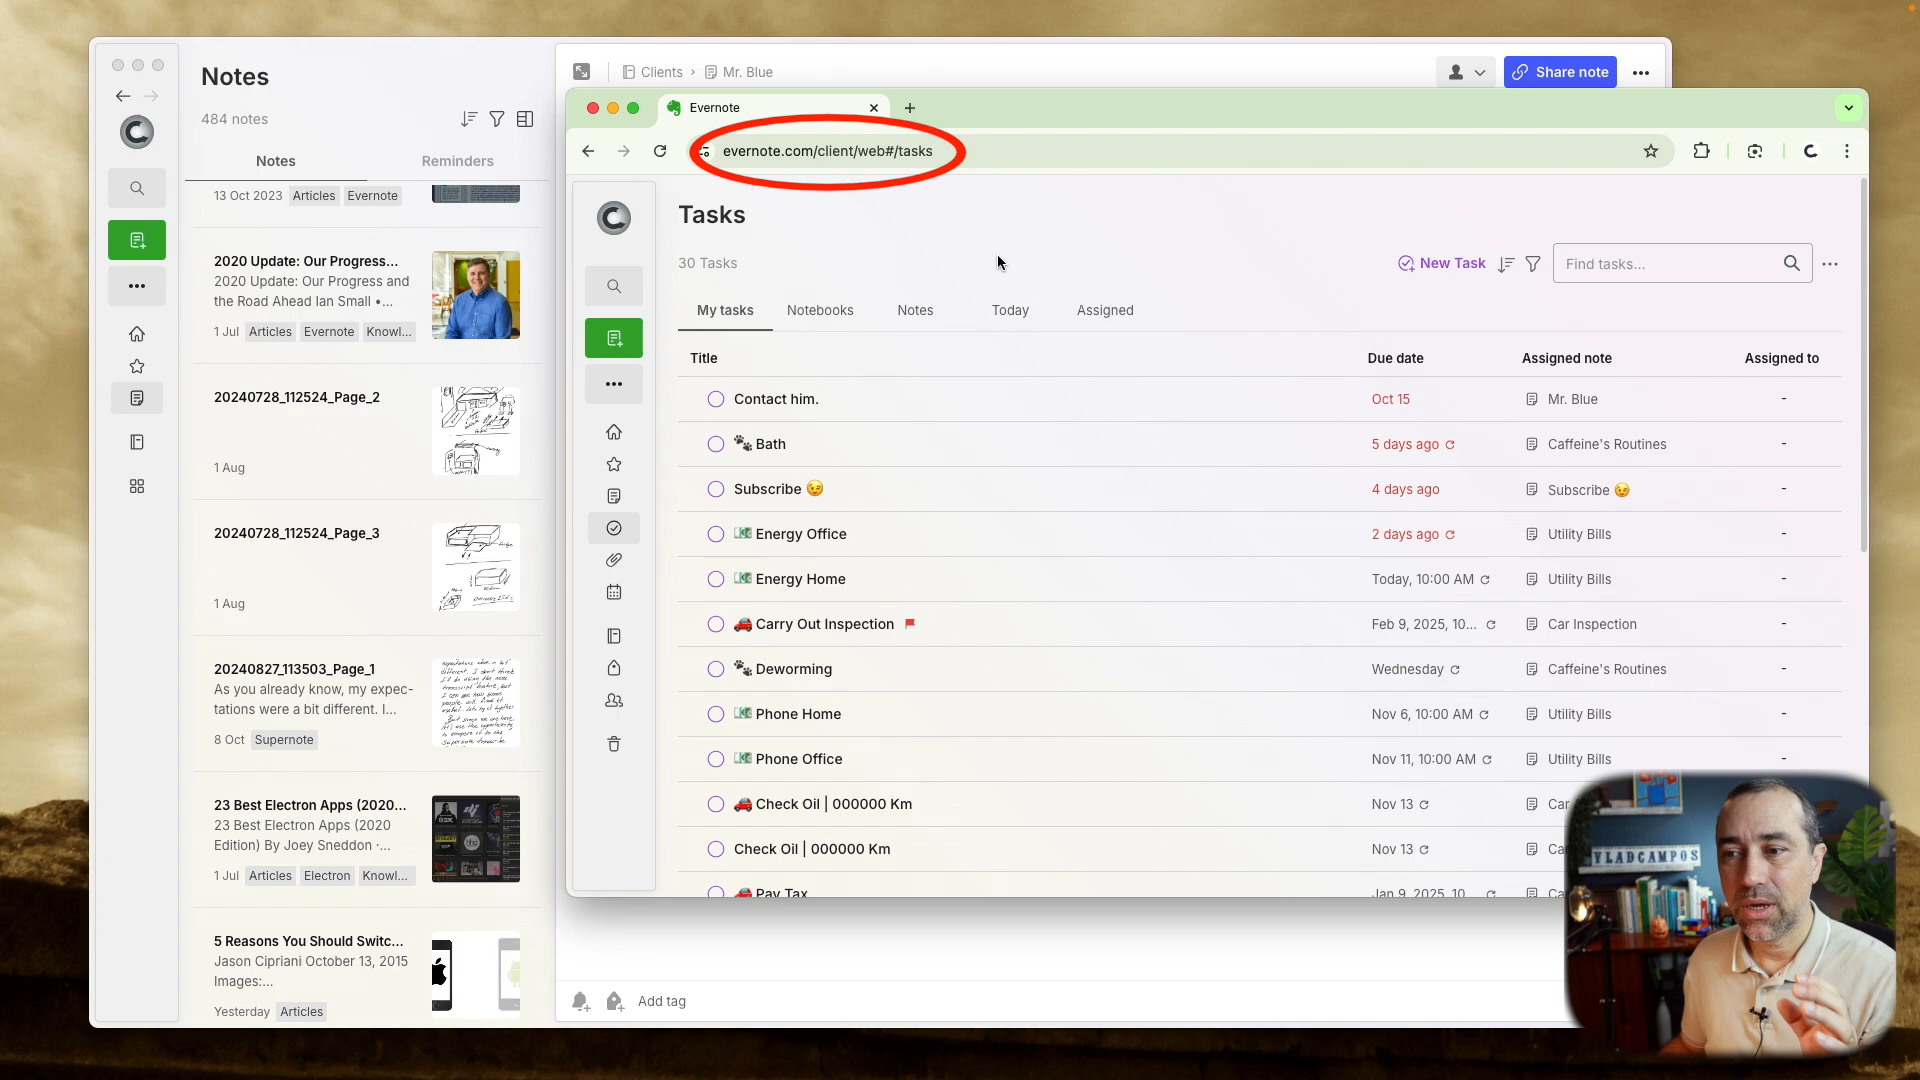 Notes
484 notes
Notes
Reminders
13 Oct 2023 Articles Evernote
2020 Update: Our Progress...
2020 Update: Our Progress and
the Road Ahead Ian Small •...
1 Jul Articles Evernote Knowl...
20240728_112524_Page_2
1 Aug
20240728_112524_Page_3
1 Aug
20240827_113503_Page_1
As you already know, my expec-
tations were a bit different. I...
8 Oct Supernote
23 Best Electron Apps (2020...
23 Best Electron Apps (2020
Edition) By Joey Sneddon ·...
1 Jul Articles Electron Knowl...
5 Reasons You Should Switc...
Jason Cipriani October 13, 2015
Images:...
Yesterday Articles
Clients › Mr. Blue
Share note
Evernote
evernote.com/client/web#/tasks
Tasks
30 Tasks
New Task
Find tasks...
My tasks Notebooks Notes Today Assigned
Title Due date Assigned note Assigned to
Contact him. Oct 15 Mr. Blue -
🐾 Bath 5 days ago Caffeine's Routines -
Subscribe 😉 4 days ago Subscribe 😉 -
💵 Energy Office 2 days ago Utility Bills -
💵 Energy Home Today, 10:00 AM Utility Bills -
🚗 Carry Out Inspection Feb 9, 2025, 10... Car Inspection -
🐾 Deworming Wednesday Caffeine's Routines -
💵 Phone Home Nov 6, 10:00 AM Utility Bills -
💵 Phone Office Nov 11, 10:00 AM Utility Bills -
🚗 Check Oil | 000000 Km Nov 13 Car
Check Oil | 000000 Km Nov 13 Ca
🚗 Pay Tax Jan 9, 2025, 10... Ca
Add tag
VLADCAMPOS